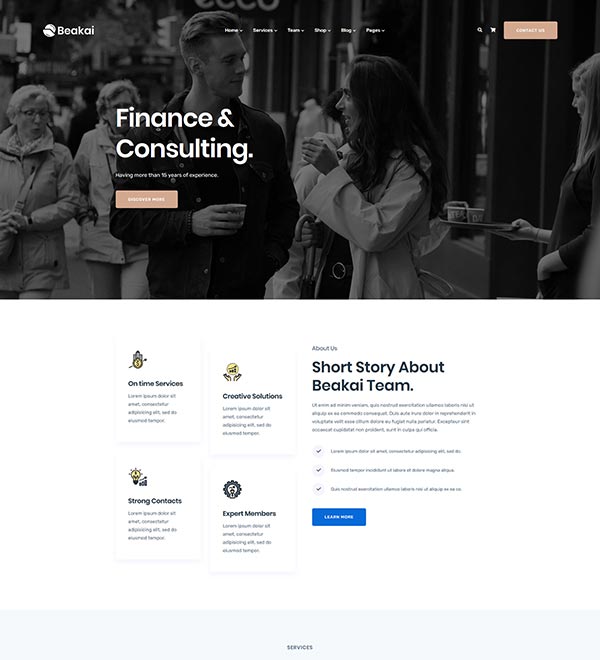 ecco
Beakai
Home
Services
Team
Shop
Blog
Pages
CONTACT US
Finance &
Consulting.
Having more than 15 years of experience.
DISCOVER MORE
On time Services
Lorem ipsum dolor sit
amet, consectetur
adipisicing elit, sed do
eiusmod tempor.
Creative Solutions
Lorem ipsum dolor sit
amet, consectetur
adipisicing elit, sed do
eiusmod tempor.
Strong Contacts
Lorem ipsum dolor sit
amet, consectetur
adipisicing elit, sed do
eiusmod tempor.
Expert Members
Lorem ipsum dolor sit
amet, consectetur
adipisicing elit, sed do
eiusmod tempor.
About Us
Short Story About
Beakai Team.
Ut enim ad minim veniam, quis nostrud exercitation ullamco laboris nisi ut
aliquip ex ea commodo consequat. Duis aute irure dolor in reprehenderit in
voluptate velit esse cillum dolore eu fugiat nulla pariatur. Excepteur sint
occaecat cupidatat non proident, sunt in culpa qui officia.
Lorem ipsum dolor sit amet, consectetur adipisicing elit, sed do.
Eiusmod tempor incididunt ut labore et dolore magna aliqua.
Quis nostrud exercitation ullamco laboris nisi ut aliquip ex ea co.
LEARN MORE
SERVICES